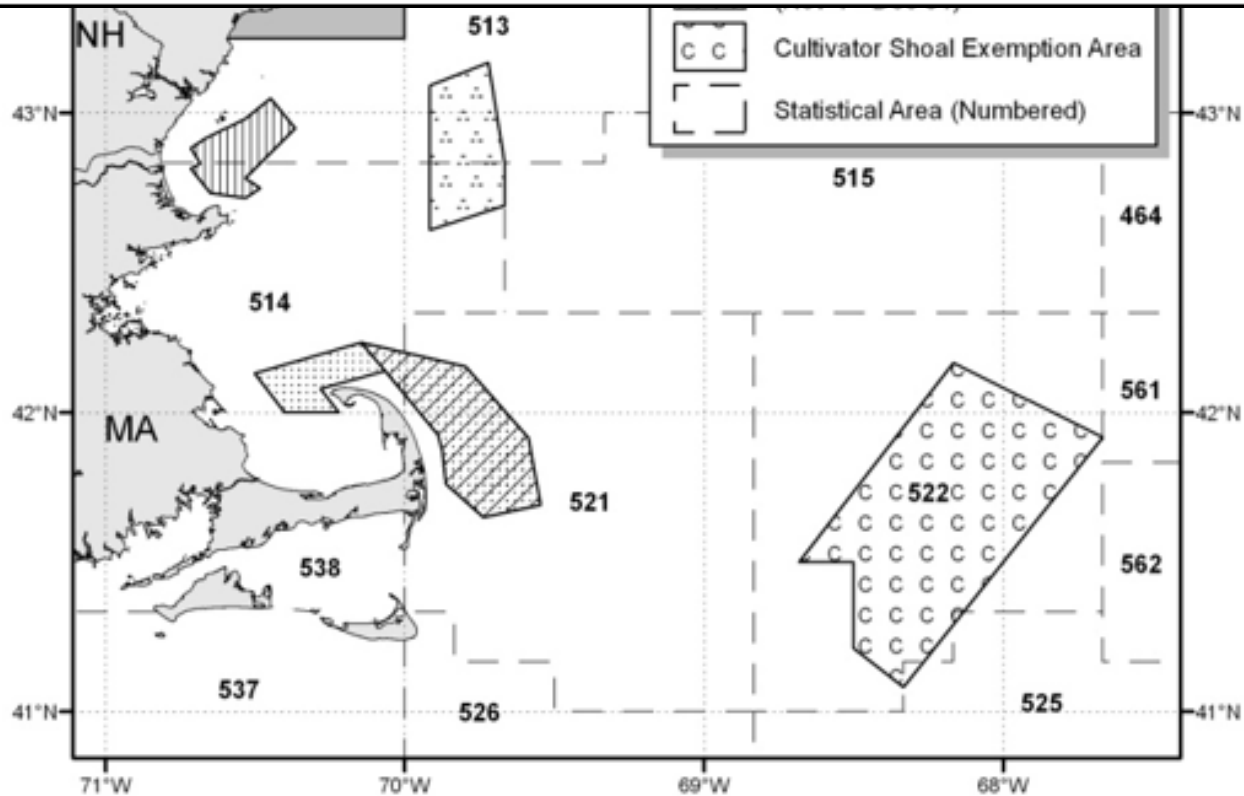 NH
513
C C Cultivator Shoal Exemption Area
Statistical Area (Numbered)
43°N
43°N
515
464
514
561
42°N
42°N
MA
522
521
538
562
537
526
525
41°N
41°N
71°W
70°W
69°W
68°W